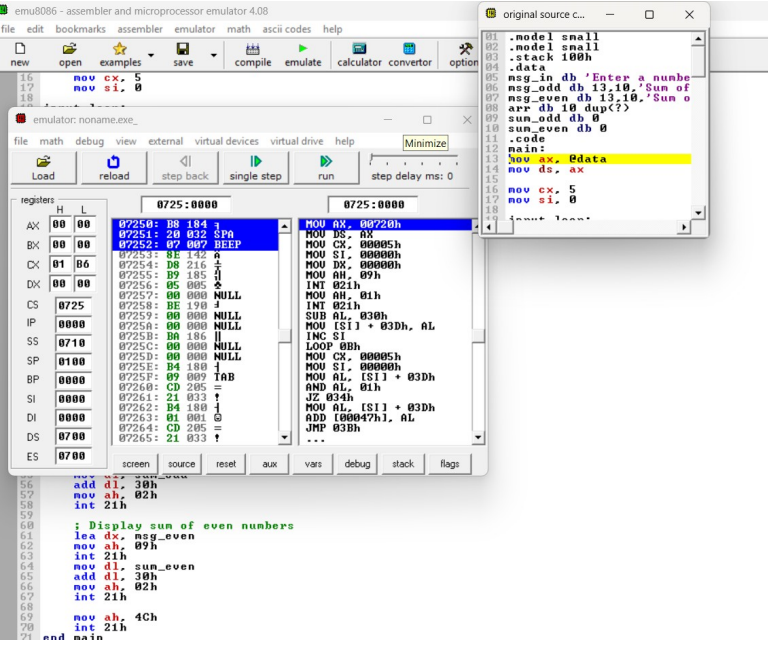 emu8086 - assembler and microprocessor emulator 4.08
file edit bookmarks assembler emulator math ascii codes help
new open examples save compile emulate calculator convertor option
16 mov cx, 5
17 mov si, 0
18
emulator: noname.exe_
file math debug view external virtual devices virtual drive help
Minimize
Load reload step back single step run step delay ms: 0
registers
H L
AX 00 00
BX 00 00
CX 01 B6
DX 00 00
CS 0725
IP 0000
SS 0710
SP 0100
BP 0000
SI 0000
DI 0000
DS 0700
ES 0700
0725:0000
07250: B8 184 ╕
07251: 20 032 SPA
07252: 07 007 BEEP
07253: 8E 142 Ä
07254: D8 216 ╪
07255: B9 185 ╣
07256: 05 005 ♣
07257: 00 000 NULL
07258: BE 190 ╛
07259: 00 000 NULL
0725A: 00 000 NULL
0725B: BA 186 ║
0725C: 00 000 NULL
0725D: 00 000 NULL
0725E: B4 180 ┤
0725F: 09 009 TAB
07260: CD 205 ═
07261: 21 033 !
07262: B4 180 ┤
07263: 01 001 ☺
07264: CD 205 ═
07265: 21 033 !
0725:0000
MOV AX, 00720h
MOV DS, AX
MOV CX, 00005h
MOV SI, 00000h
MOV DX, 00000h
MOV AH, 09h
INT 021h
MOV AH, 01h
INT 021h
SUB AL, 030h
MOV [SI] + 03Dh, AL
INC SI
LOOP 0Bh
MOV CX, 00005h
MOV SI, 00000h
MOV AL, [SI] + 03Dh
AND AL, 01h
JZ 034h
MOV AL, [SI] + 03Dh
ADD [00047h], AL
JMP 03Bh
...
screen source reset aux vars debug stack flags
original source c...
01 .model small
02 .model small
03 .stack 100h
04 .data
05 msg_in db 'Enter a numbe
06 msg_odd db 13,10,'Sum of
07 msg_even db 13,10,'Sum o
08 arr db 10 dup(?)
09 sum_odd db 0
10 sum_even db 0
11 .code
12 main:
13 mov ax, @data
14 mov ds, ax
15
16 mov cx, 5
17 mov si, 0
18
56 add dl, 30h
57 mov ah, 02h
58 int 21h
59
60 ; Display sum of even numbers
61 lea dx, msg_even
62 mov ah, 09h
63 int 21h
64 mov dl, sum_even
65 add dl, 30h
66 mov ah, 02h
67 int 21h
68
69 mov ah, 4Ch
70 int 21h
71 end main